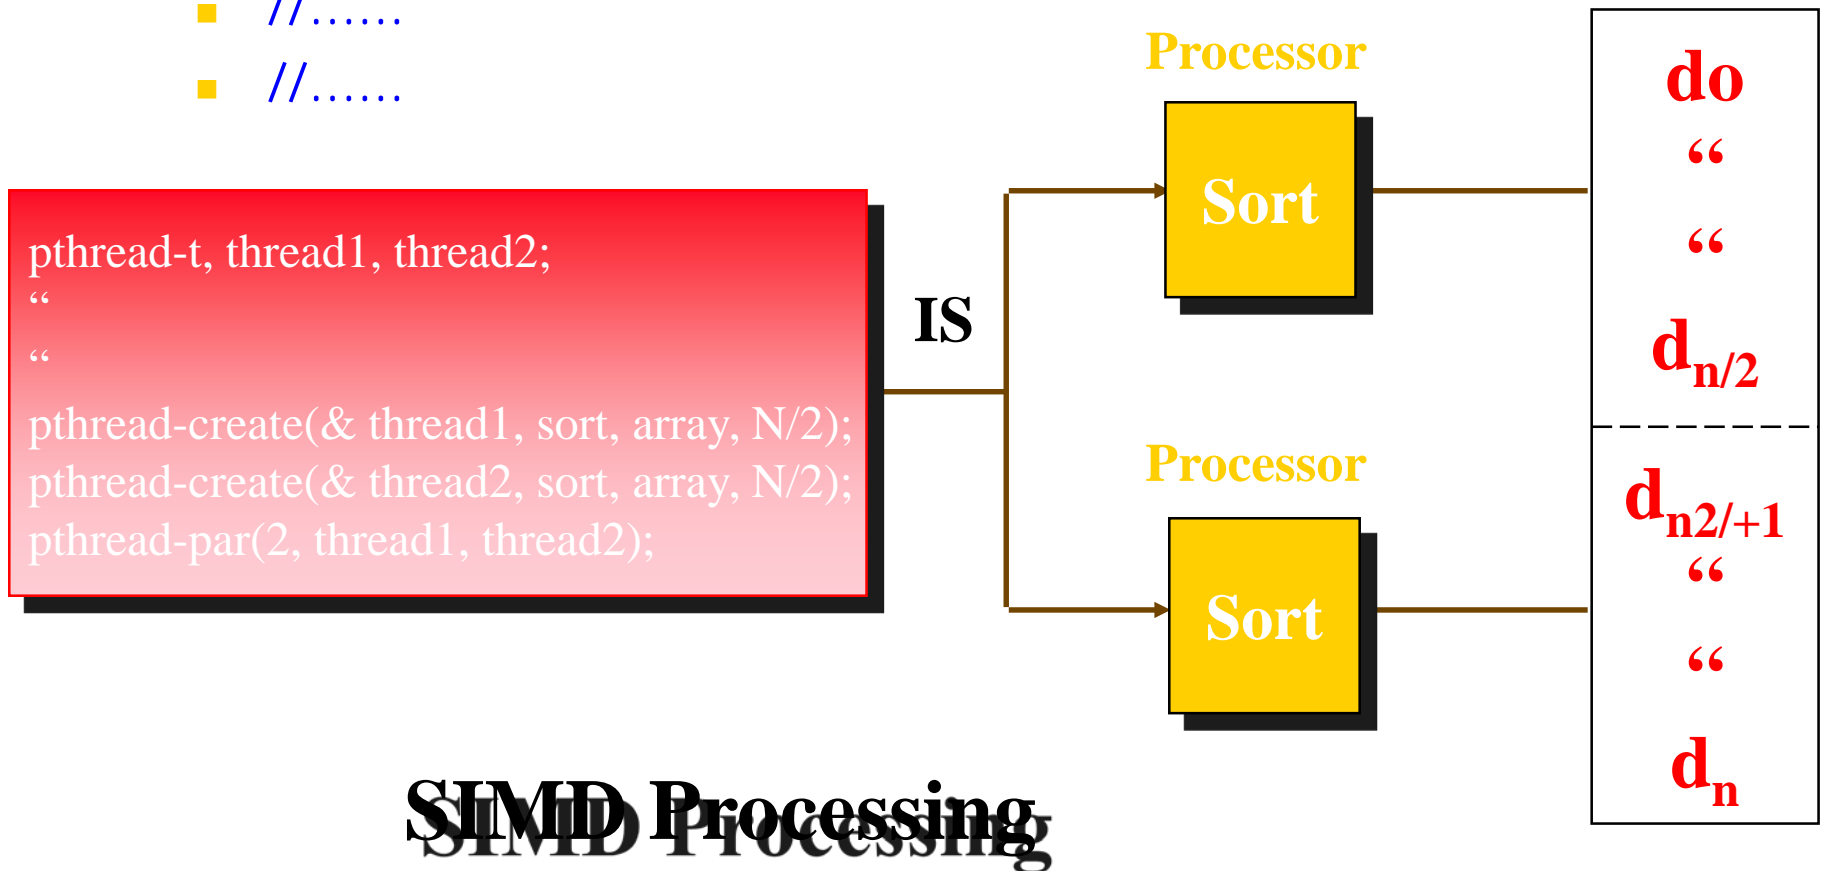 //……
//……
pthread-t, thread1, thread2;
“
“
pthread-create(& thread1, sort, array, N/2);
pthread-create(& thread2, sort, array, N/2);
pthread-par(2, thread1, thread2);
IS
Processor
Sort
Processor
Sort
do
“
“
dn/2
dn2/+1
“
“
dn
SIMD Processing